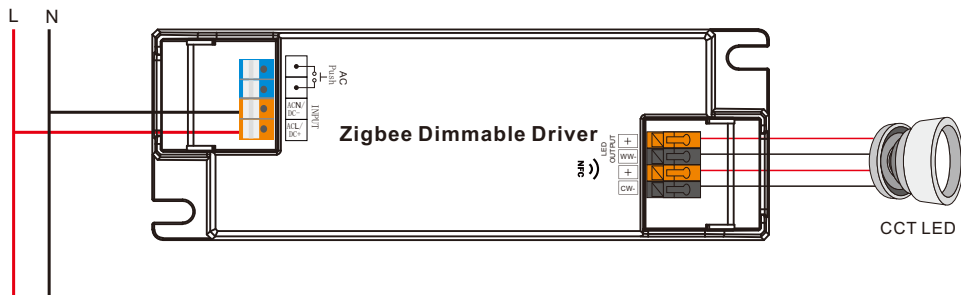 L N
AC
Push
INPUT
ACN/
DC-
ACL/
DC+
Zigbee Dimmable Driver
NFC
LED
OUTPUT
+
WW-
+
CW-
CCT LED